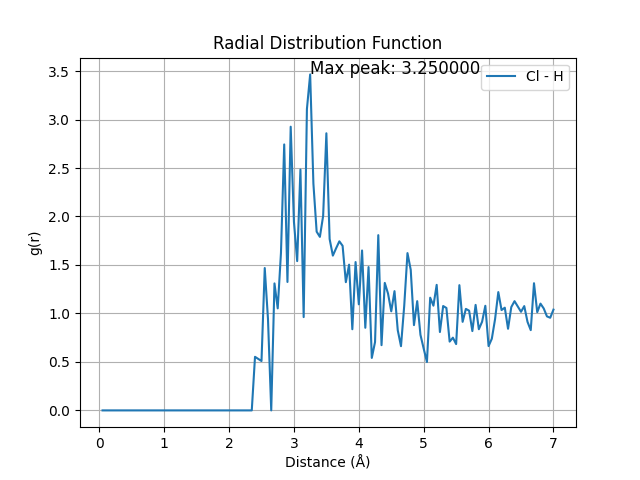 Radial Distribution Function
Max peak: 3.250000
Cl - H
g(r)
3.5
3.0
2.5
2.0
1.5
1.0
0.5
0.0
0 1 2 3 4 5 6 7
Distance (Å)